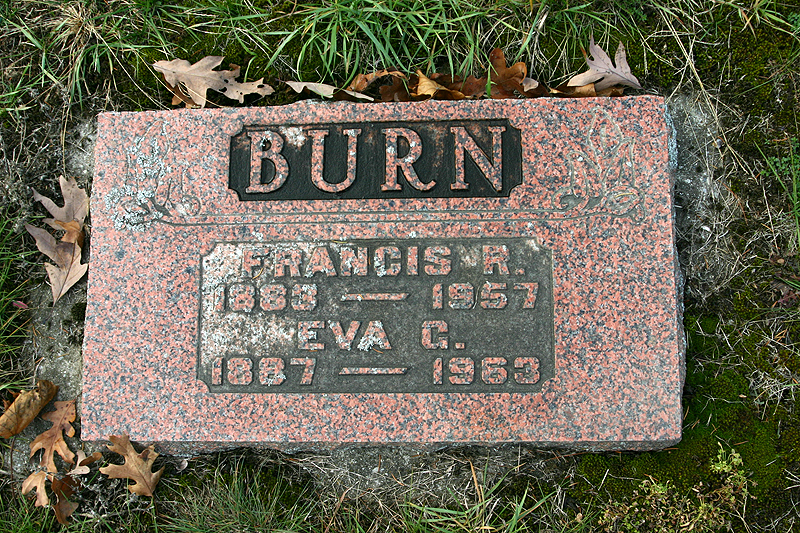 BURN
FRANCIS R.
1883 — 1957
EVA G.
1887 — 1963